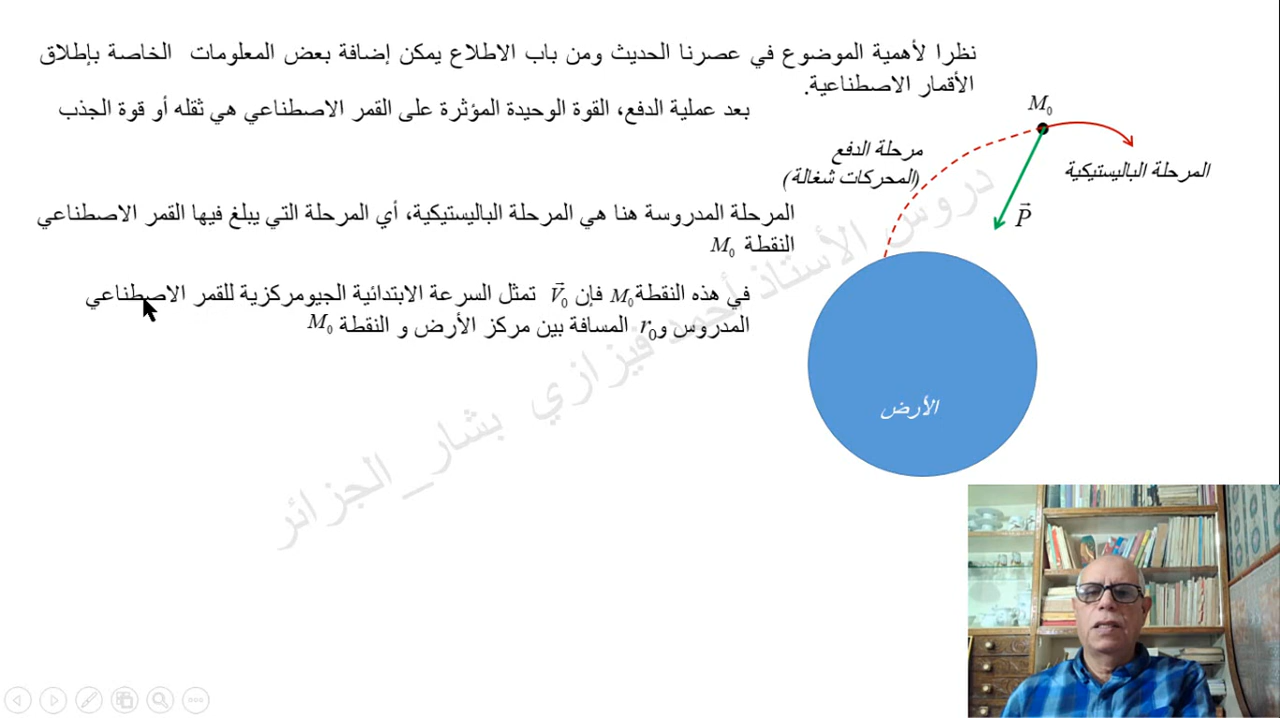 نظرا لأهمية الموضوع في عصرنا الحديث ومن باب الاطلاع يمكن إضافة بعض المعلومات الخاصة بإطلاق
الأقمار الاصطناعية.
بعد عملية الدفع، القوة الوحيدة المؤثرة على القمر الاصطناعي هي ثقله أو قوة الجذب
M₀
مرحلة الدفع
(المحركات شغالة)
المرحلة الباليستيكية
P⃗
المرحلة المدروسة هنا هي المرحلة الباليستيكية، أي المرحلة التي يبلغ فيها القمر الاصطناعي
النقطة M₀
في هذه النقطة M₀ فإن V⃗₀ تمثل السرعة الابتدائية الجيومركزية للقمر الاصطناعي
المدروس و r₀ المسافة بين مركز الأرض و النقطة M₀
الأرض
دروس الأستاذ أحمد فيزازي بشار_الجزائر